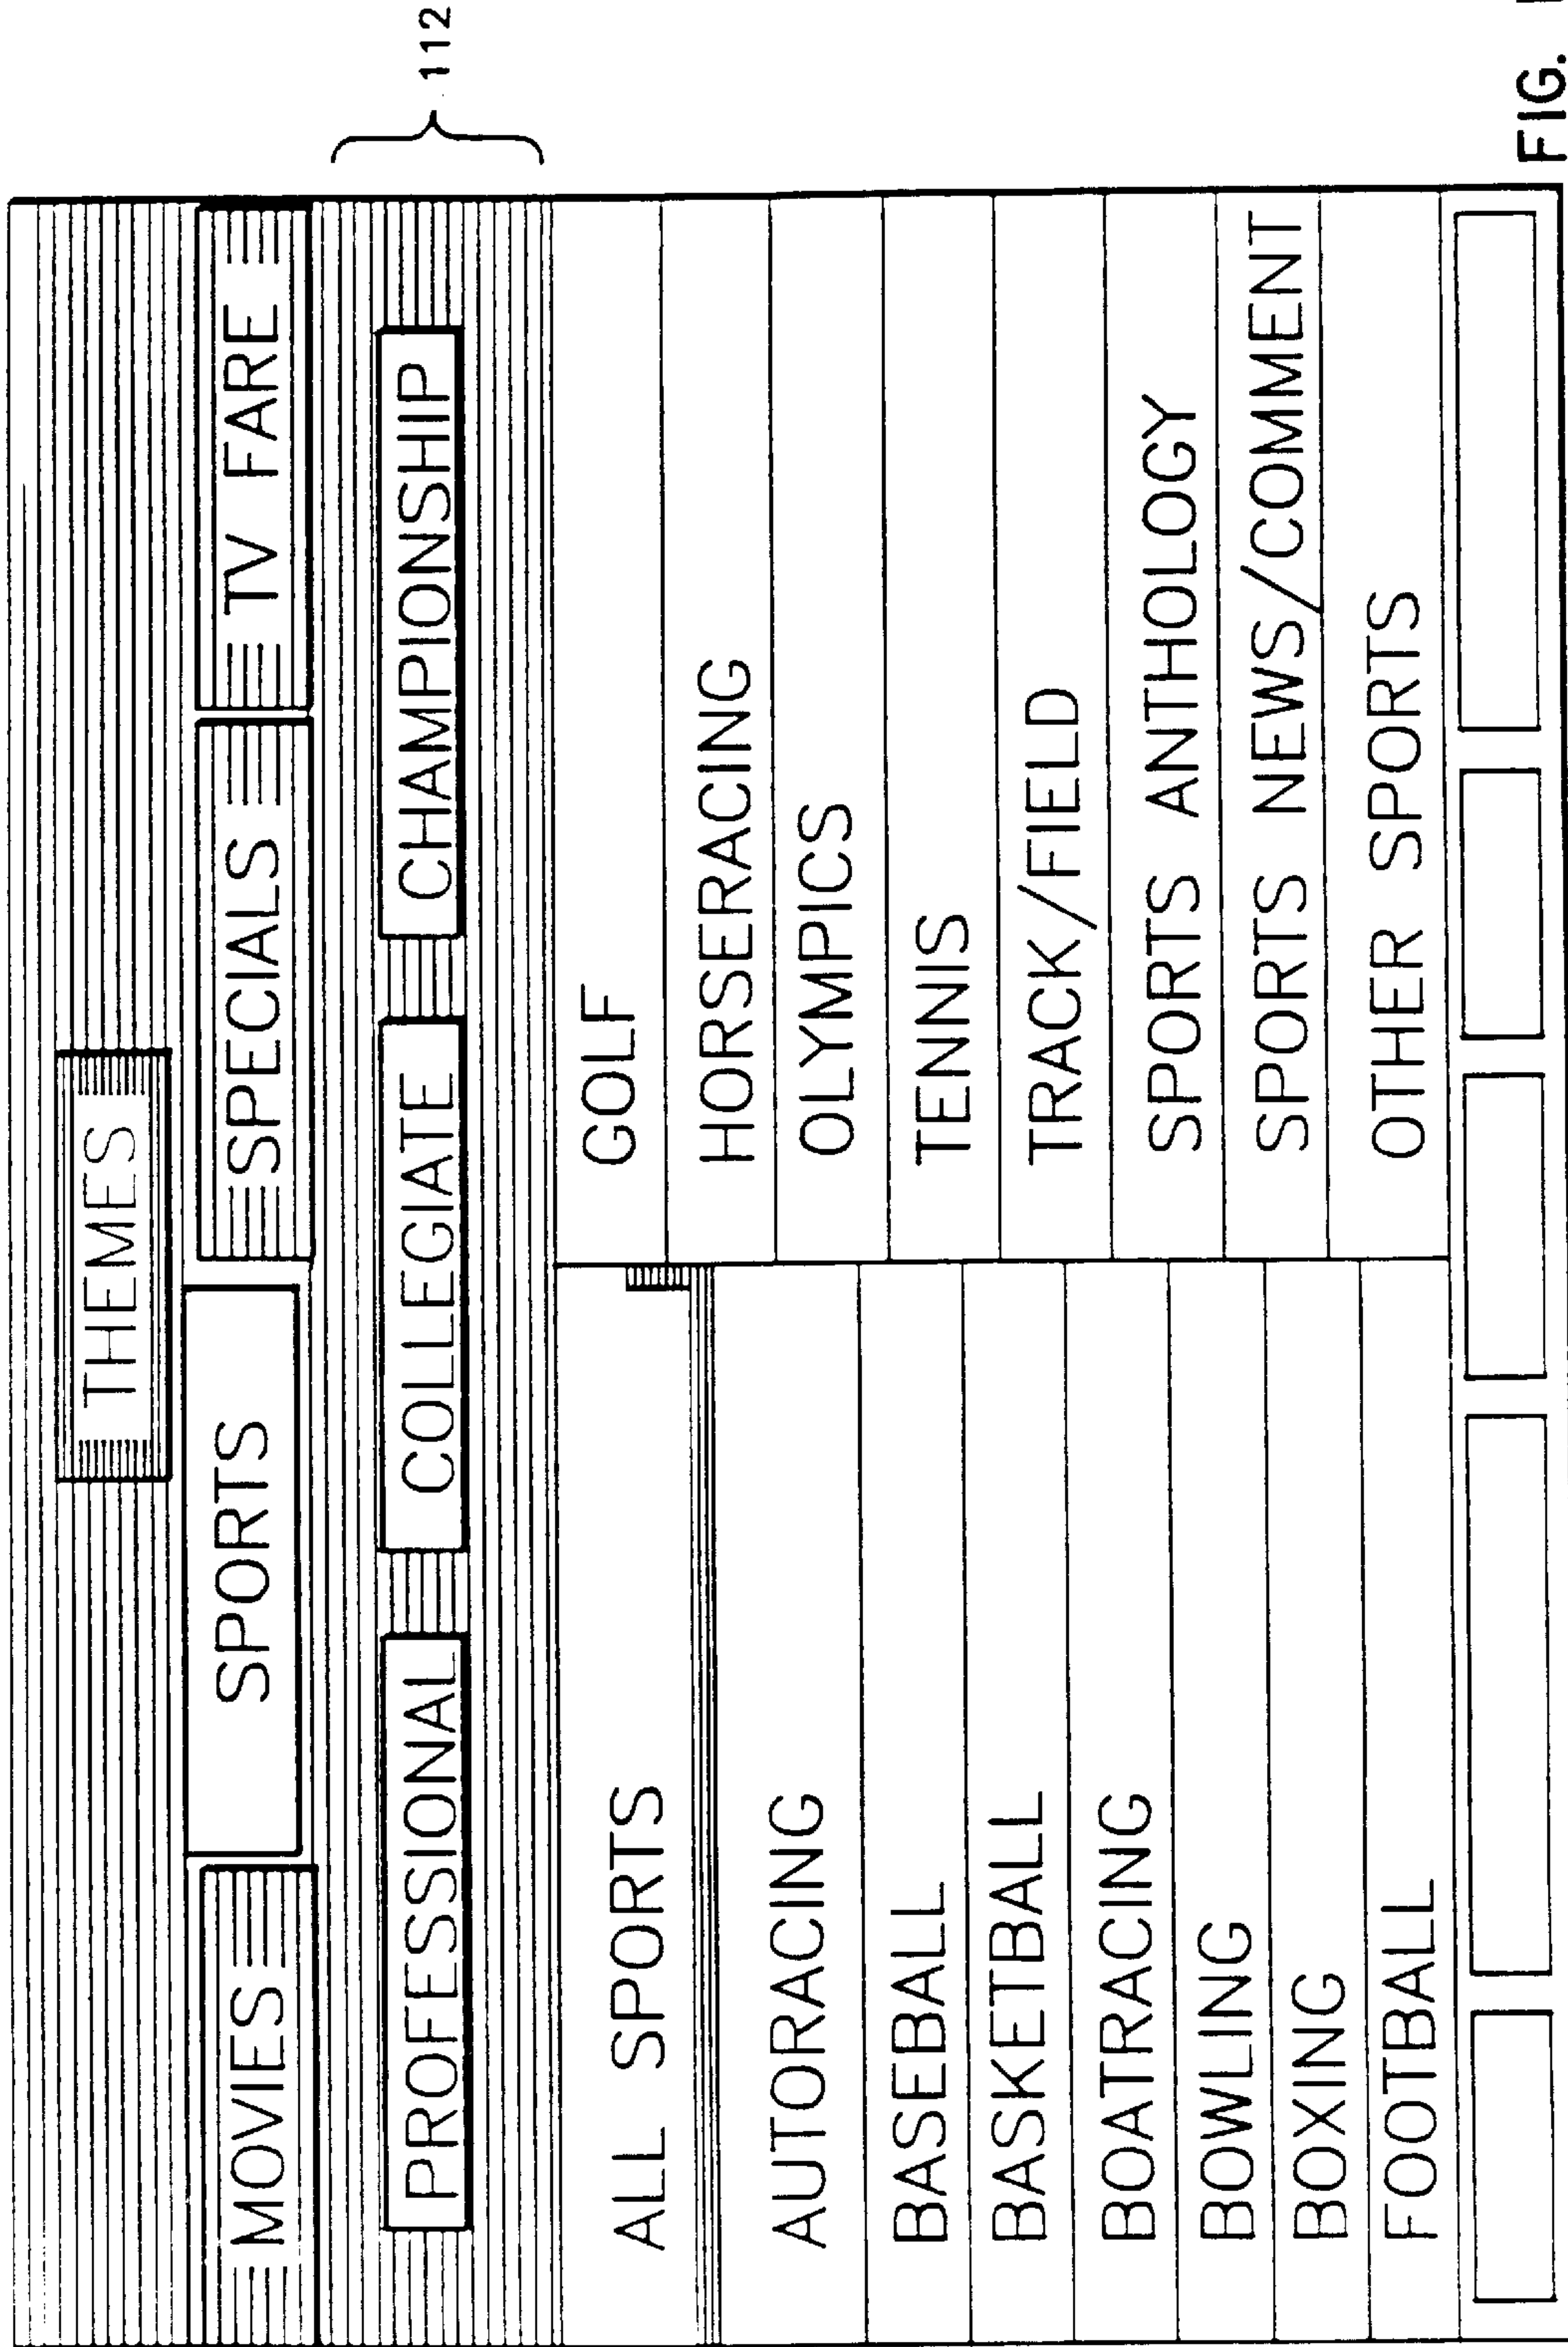 THEMES
MOVIES SPORTS SPECIALS TV FARE
PROFESSIONAL COLLEGIATE CHAMPIONSHIP
112
ALL SPORTS
AUTORACING
BASEBALL
BASKETBALL
BOATRACING
BOWLING
BOXING
FOOTBALL
GOLF
HORSERACING
OLYMPICS
TENNIS
TRACK/FIELD
SPORTS ANTHOLOGY
SPORTS NEWS/COMMENT
OTHER SPORTS
FIG.